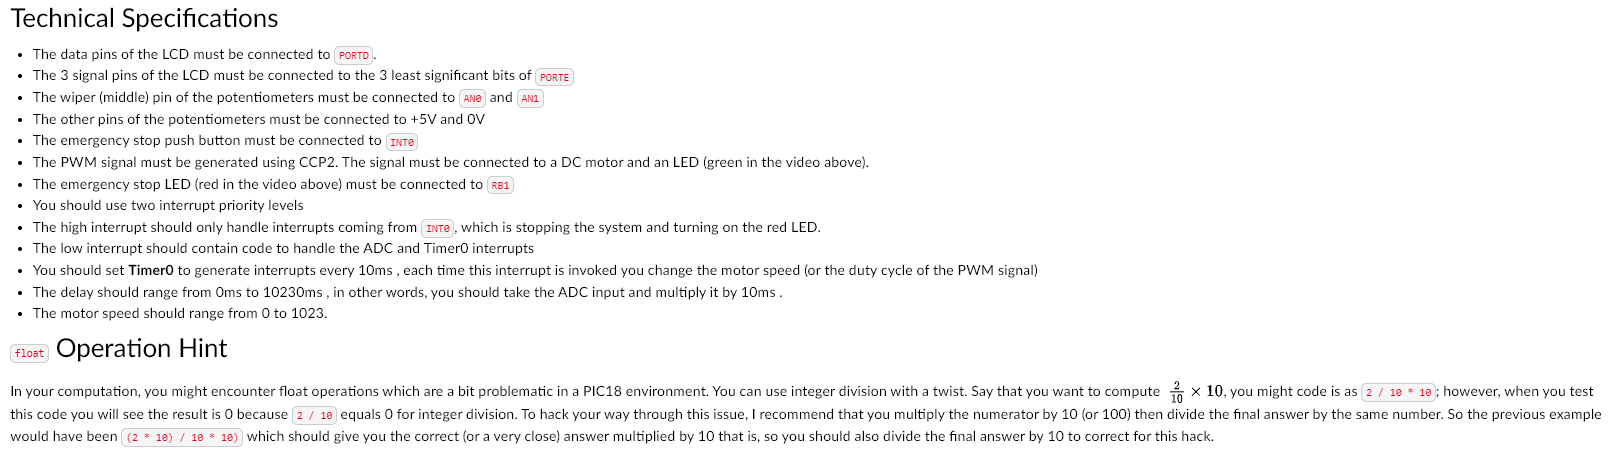 Technical Specifications
• The data pins of the LCD must be connected to PORTD.
• The 3 signal pins of the LCD must be connected to the 3 least significant bits of PORTE
• The wiper (middle) pin of the potentiometers must be connected to AN0 and AN1
• The other pins of the potentiometers must be connected to +5V and 0V
• The emergency stop push button must be connected to INT0
• The PWM signal must be generated using CCP2. The signal must be connected to a DC motor and an LED (green in the video above).
• The emergency stop LED (red in the video above) must be connected to RB1
• You should use two interrupt priority levels
• The high interrupt should only handle interrupts coming from INT0, which is stopping the system and turning on the red LED.
• The low interrupt should contain code to handle the ADC and Timer0 interrupts
• You should set Timer0 to generate interrupts every 10ms , each time this interrupt is invoked you change the motor speed (or the duty cycle of the PWM signal)
• The delay should range from 0ms to 10230ms , in other words, you should take the ADC input and multiply it by 10ms .
• The motor speed should range from 0 to 1023.
float Operation Hint
In your computation, you might encounter float operations which are a bit problematic in a PIC18 environment. You can use integer division with a twist. Say that you want to compute 2/10 × 10, you might code is as 2 / 10 * 10; however, when you test
this code you will see the result is 0 because 2 / 10 equals 0 for integer division. To hack your way through this issue, I recommend that you multiply the numerator by 10 (or 100) then divide the final answer by the same number. So the previous example
would have been (2 * 10) / 10 * 10) which should give you the correct (or a very close) answer multiplied by 10 that is, so you should also divide the final answer by 10 to correct for this hack.